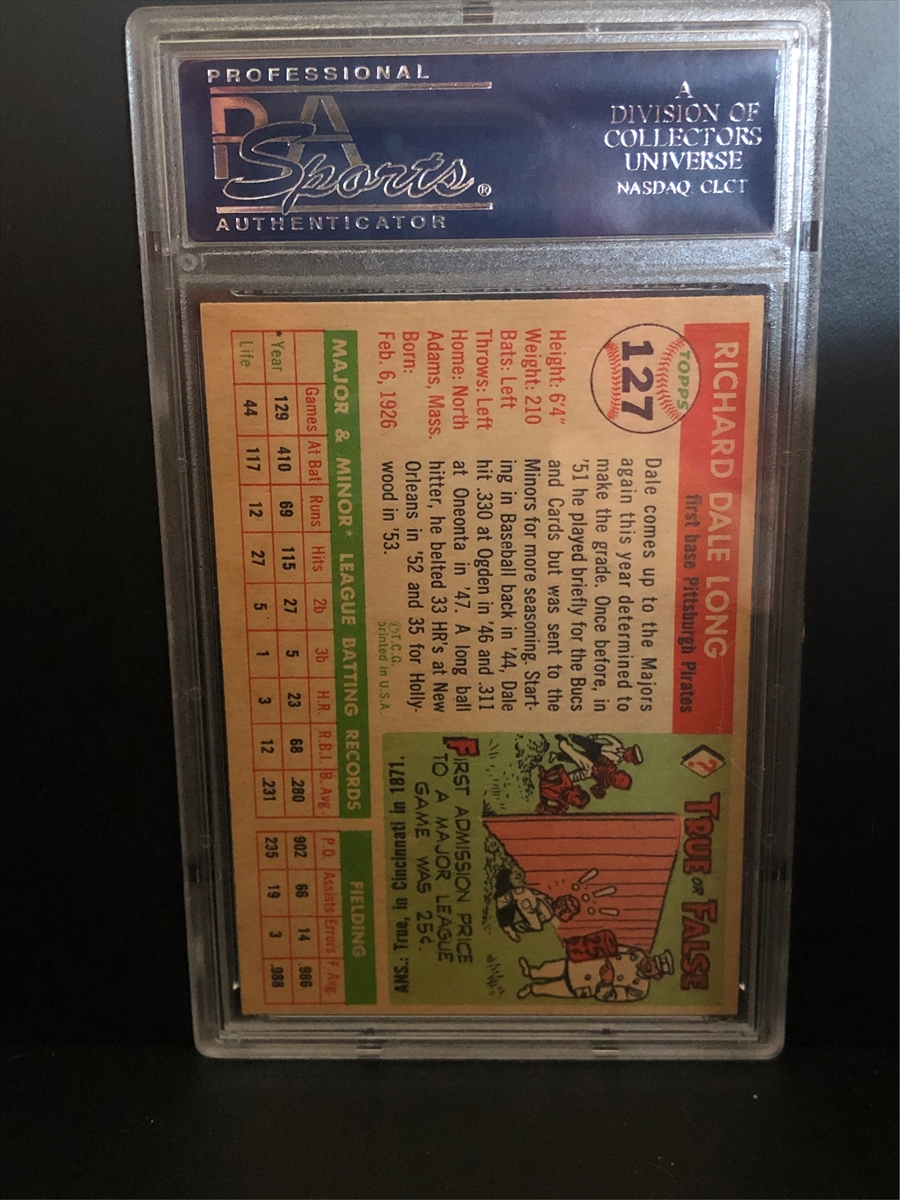 PROFESSIONAL
PSA
Sports®
AUTHENTICATOR
A
DIVISION OF
COLLECTORS
UNIVERSE
NASDAQ CLCT
TOPPS
127
RICHARD DALE LONG
first base Pittsburgh Pirates
Height: 6'4"
Weight: 210
Bats: Left
Throws: Left
Home: North
Adams, Mass.
Born:
Feb. 6, 1926
Dale comes up to the Majors
again this year determined to
make the grade. Once before, in
'51 he played briefly for the Bucs
and Cards but was sent to the
Minors for more seasoning. Start-
ing in Baseball back in '44, Dale
hit .330 at Ogden in '46 and .311
at Oneonta in '47. A long ball
hitter, he belted 33 HR's at New
Orleans in '52 and 35 for Holly-
wood in '53.
©T.C.G.
printed in U.S.A.
?
TRUE OR FALSE
25¢
FIRST ADMISSION PRICE
TO A MAJOR LEAGUE
GAME WAS 25¢.
ANS: True, in Cincinnati in 1871.
MAJOR & MINOR* LEAGUE BATTING RECORDS
FIELDING
Games At Bat Runs Hits 2b 3b H.R. R.B.I. B. Avg. P.O. Assists Errors F. Avg.
*Year 129 410 69 115 27 5 23 68 .280 902 66 14 .986
Life 44 117 12 27 5 1 3 12 .231 235 19 3 .988